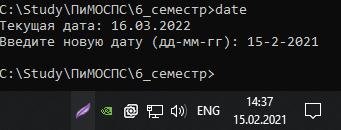 C:\Study\ПиМОСПС\6_семестр>date
Текущая дата: 16.03.2022
Введите новую дату (дд-мм-гг): 15-2-2021
C:\Study\ПиМОСПС\6_семестр>
ENG
14:37
15.02.2021